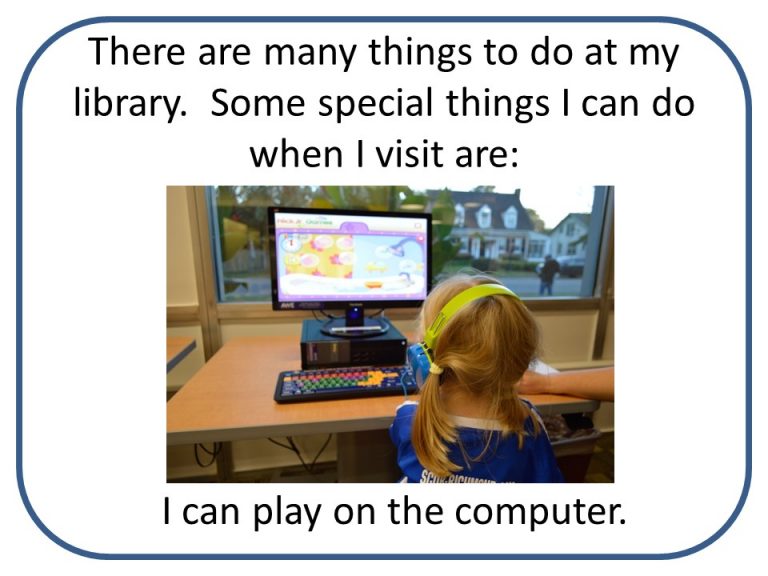 There are many things to do at my
library.  Some special things I can do
when I visit are:
AWE
I can play on the computer.